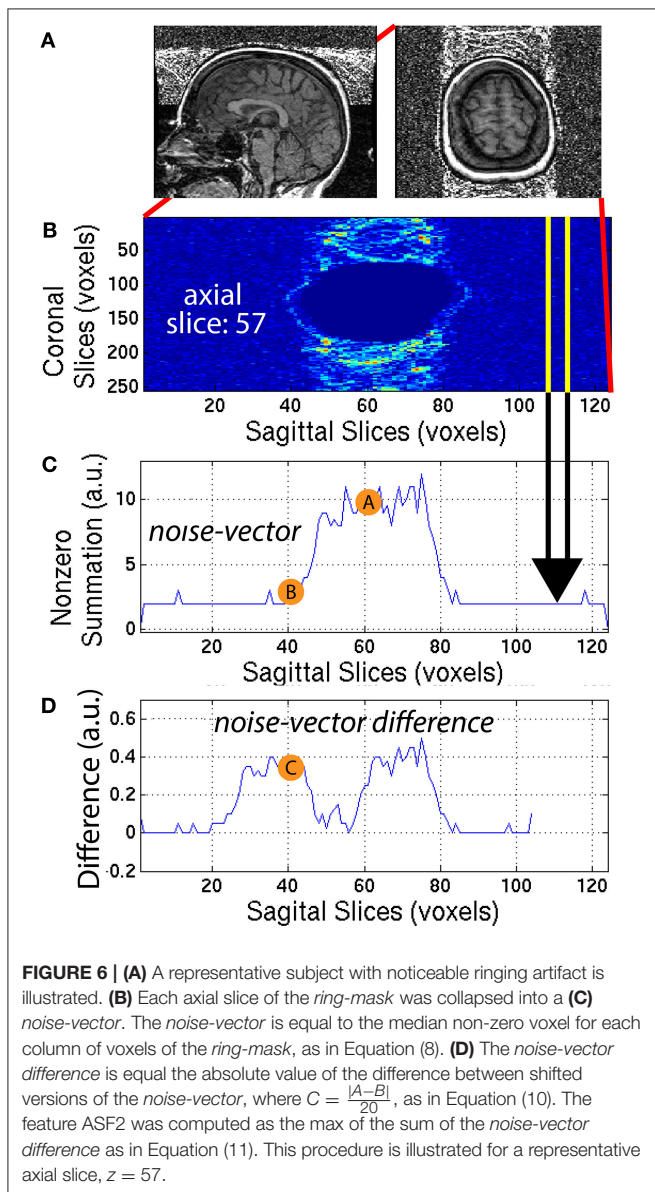 A
B
Coronal
Slices (voxels)
50
100
150
200
250
axial
slice: 57
20 40 60 80 100 120
Sagittal Slices (voxels)
C
Nonzero
Summation (a.u.)
10
5
0
noise-vector
A
B
20 40 60 80 100 120
Sagittal Slices (voxels)
D
Difference (a.u.)
0.6
0.4
0.2
0
-0.2
noise-vector difference
C
20 40 60 80 100 120
Sagital Slices (voxels)
FIGURE 6 | (A) A representative subject with noticeable ringing artifact is
illustrated. (B) Each axial slice of the ring-mask was collapsed into a (C)
noise-vector. The noise-vector is equal to the median non-zero voxel for each
column of voxels of the ring-mask, as in Equation (8). (D) The noise-vector
difference is equal the absolute value of the difference between shifted
versions of the noise-vector, where C = |A−B|/20, as in Equation (10). The
feature ASF2 was computed as the max of the sum of the noise-vector
difference as in Equation (11). This procedure is illustrated for a representative
axial slice, z = 57.